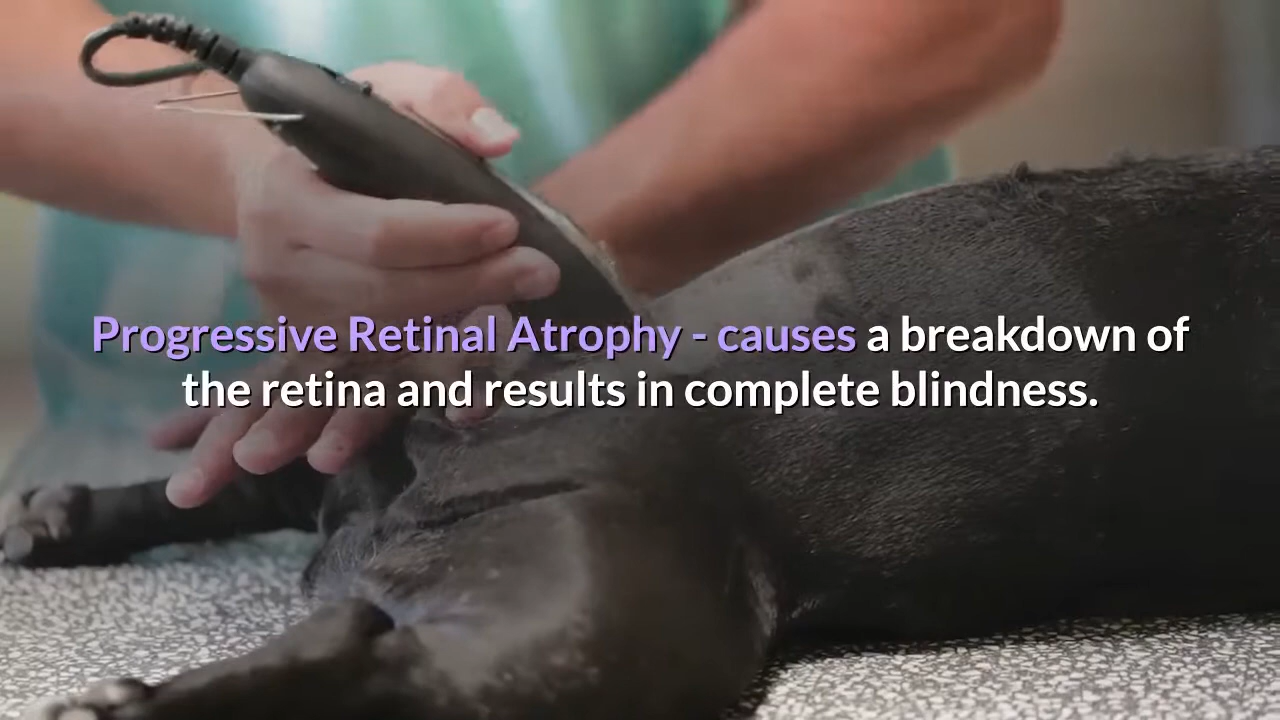 Progressive Retinal Atrophy - causes a breakdown of
the retina and results in complete blindness.